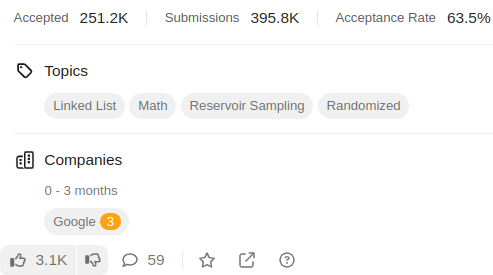 Accepted 251.2K Submissions 395.8K Acceptance Rate 63.5%
Topics
Linked List Math Reservoir Sampling Randomized
Companies
0 - 3 months
Google 3
3.1K 59